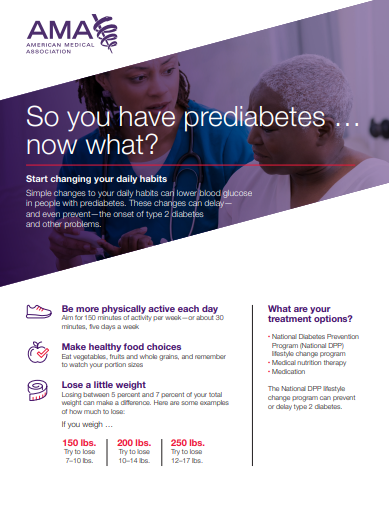 AMA
AMERICAN MEDICAL
ASSOCIATION
So you have prediabetes …
now what?
Start changing your daily habits
Simple changes to your daily habits can lower blood glucose
in people with prediabetes. These changes can delay—
and even prevent—the onset of type 2 diabetes
and other problems.
Be more physically active each day
Aim for 150 minutes of activity per week—or about 30
minutes, five days a week
Make healthy food choices
Eat vegetables, fruits and whole grains, and remember
to watch your portion sizes
Lose a little weight
Losing between 5 percent and 7 percent of your total
weight can make a difference. Here are some examples
of how much to lose:
If you weigh …
150 lbs.
Try to lose
7–10 lbs.
200 lbs.
Try to lose
10–14 lbs.
250 lbs.
Try to lose
12–17 lbs.
What are your
treatment options?
• National Diabetes Prevention
Program (National DPP)
lifestyle change program
• Medical nutrition therapy
• Medication
The National DPP lifestyle
change program can prevent
or delay type 2 diabetes.